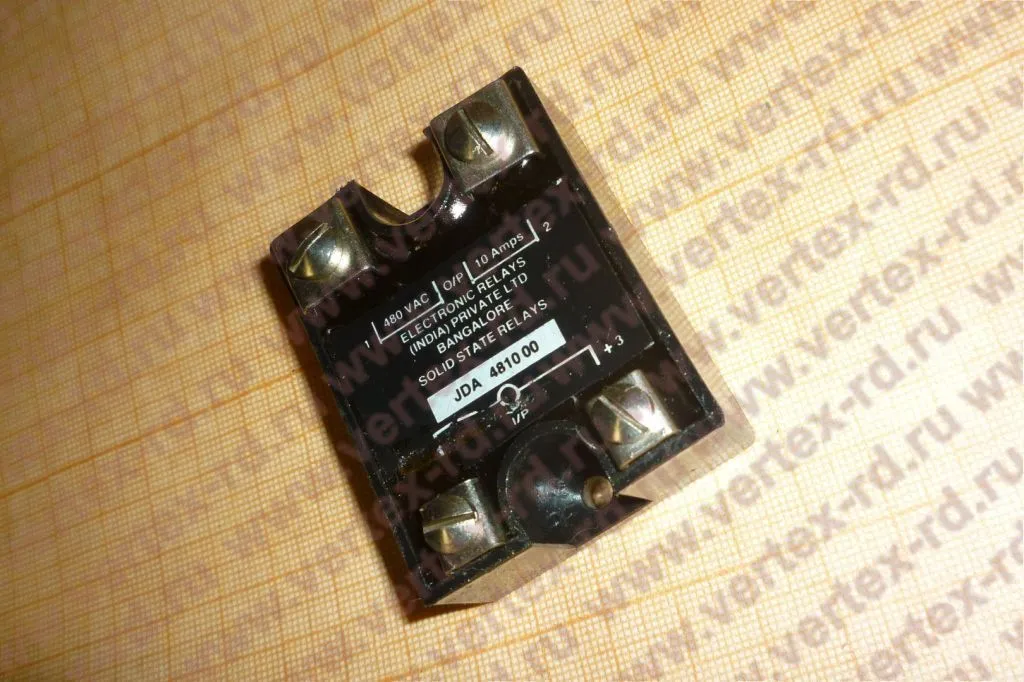 1 480 VAC O/P 10 Amps 2
ELECTRONIC RELAYS
(INDIA) PRIVATE LTD
BANGALORE
SOLID STATE RELAYS
JDA 4810 00
+ 3
I/P
www.vertex-rd.ru